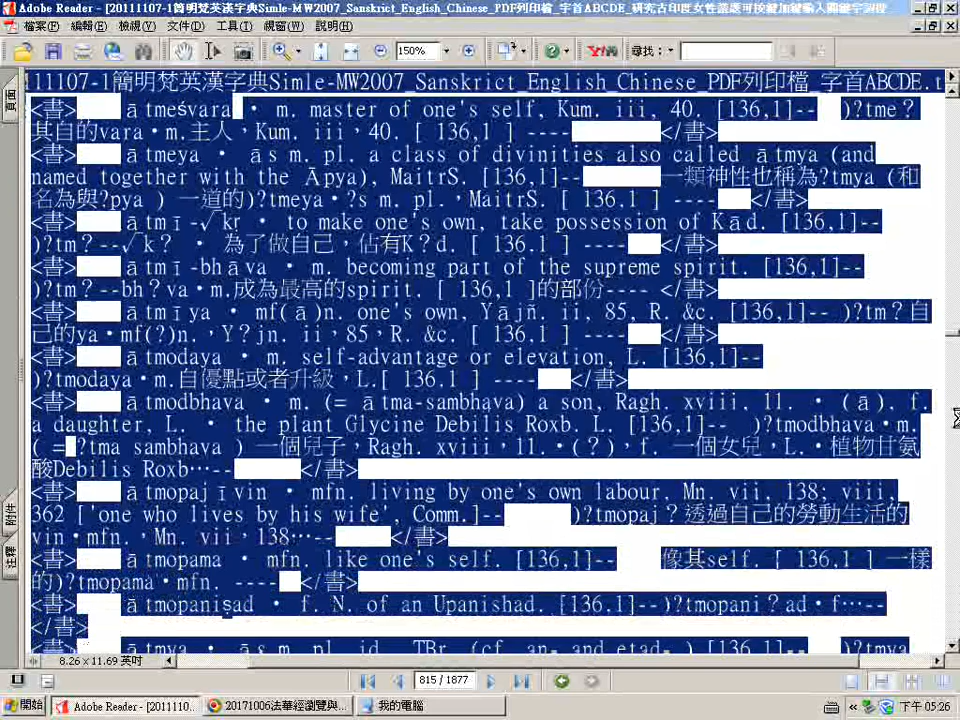 Adobe Reader - [20111107-1簡明梵英漢字典Simle-MW2007_Sanskrict_English_Chinese_PDF列印檔_字首ABCDE_研究古印度女性
檔案(F) 編輯(E) 檢視(V) 文件(D) 工具(T) 視窗(W) 說明(H)
150% 尋找：
111107-1簡明梵英漢字典Simle-MW2007_Sanskrict_English_Chinese_PDF列印檔_字首ABCDE.t
頁面
<書> ātmeśvara • m. master of one's self, Kum. iii, 40. [136,1]-- )?tme？
其自的vara•m.主人，Kum. iii，40. [ 136,1 ] ---- </書>
<書> ātmeya • ās m. pl. a class of divinities also called ātmya (and
named together with the Āpya), MaitrS. [136,1]-- 一類神性也稱為?tmya (和
名為與?pya ) 一道的)?tmeya•?s m. pl.，MaitrS. [ 136.1 ] ---- </書>
<書> ātmī-√kṛ • to make one's own, take possession of Kād. [136,1]--
)?tm？--√k？• 為了做自己，佔有K？d. [ 136.1 ] ---- </書>
<書> ātmī-bhāva • m. becoming part of the supreme spirit. [136,1]--
)?tm？--bh？va•m.成為最高的spirit. [ 136,1 ]的部份---- </書>
<書> ātmīya • mf(ā)n. one's own, Yājñ. ii, 85, R. &c. [136,1]-- )?tm？自
己的ya•mf(?)n. Y？jn. ii，85，R. &c. [ 136.1 ] ---- </書>
<書> ātmodaya • m. self-advantage or elevation, L. [136,1]--
)?tmodaya•m.自優點或者升級，L.[ 136.1 ] ---- </書>
<書> ātmodbhava • m. (= ātma-sambhava) a son, Ragh. xviii, 11. • (ā), f.
a daughter, L. • the plant Glycine Debilis Roxb. L. [136,1]-- )?tmodbhava•m.
( = ?tma sambhava ) 一個兒子，Ragh. xviii，11.•(？)，f. 一個女兒，L.•植物甘氨
酸Debilis Roxb…-- </書>
<書> ātmopajīvin • mfn. living by one's own labour, Mn. vii, 138; viii,
362 ['one who lives by his wife', Comm.]-- )?tmopaj？透過自己的勞動生活的
vin•mfn.，Mn. vii，138…-- </書>
<書> ātmopama • mfn. like one's self. [136,1]-- 像其self. [ 136,1 ] 一樣
的)?tmopama•mfn. ---- </書>
<書> ātmopaniṣad • f. N. of an Upanishad. [136,1]--)?tmopani？ad•f…--
</書>
<書> ātmya • ās m. pl. id. TBr. (cf. an- and etad- ) [136,1]-- )?tmya
附件
注釋
8.26 x 11.69 英吋
815 / 1877
開始 Adobe Reader - [2011110... 20171006法華經瀏覽與... 我的電腦 下午 05:26